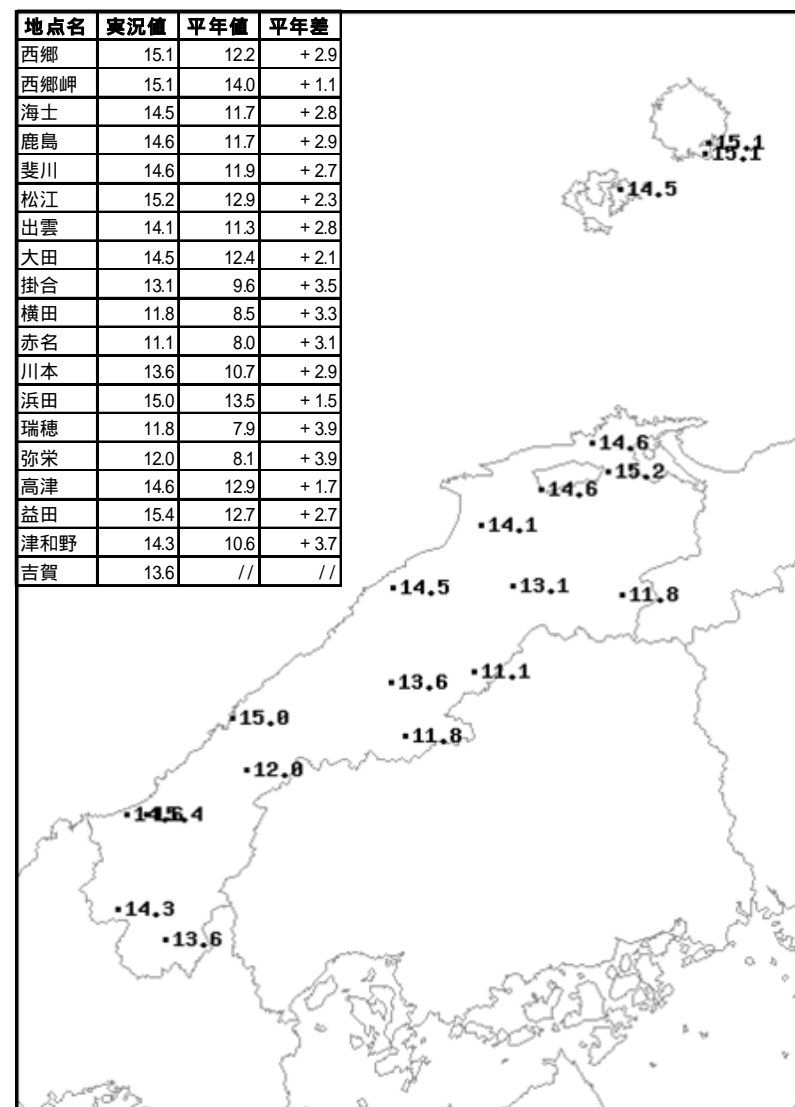 地点名 実況値 平年値 平年差
西郷 15.1 12.2 + 2.9
西郷岬 15.1 14.0 + 1.1
海士 14.5 11.7 + 2.8
鹿島 14.6 11.7 + 2.9
斐川 14.6 11.9 + 2.7
松江 15.2 12.9 + 2.3
出雲 14.1 11.3 + 2.8
大田 14.5 12.4 + 2.1
掛合 13.1 9.6 + 3.5
横田 11.8 8.5 + 3.3
赤名 11.1 8.0 + 3.1
川本 13.6 10.7 + 2.9
浜田 15.0 13.5 + 1.5
瑞穂 11.8 7.9 + 3.9
弥栄 12.0 8.1 + 3.9
高津 14.6 12.9 + 1.7
益田 15.4 12.7 + 2.7
津和野 14.3 10.6 + 3.7
吉賀 13.6 // //
15.1
15.1
14.5
14.6
15.2
14.6
14.1
14.5
13.1
11.8
11.1
13.6
15.0
11.8
12.0
14.6
15.4
14.3
13.6